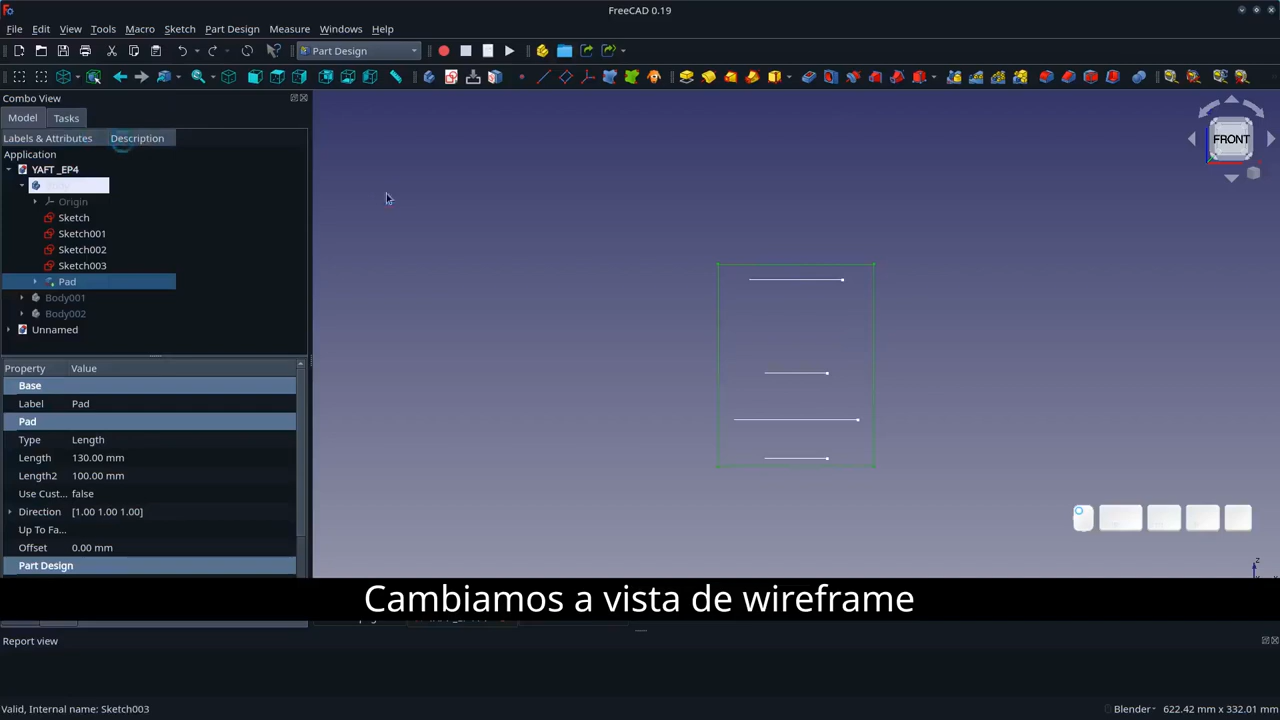 FreeCAD 0.19
File Edit View Tools Macro Sketch Part Design Measure Windows Help
Part Design
Combo View
Model Tasks
Labels & Attributes Description
Application
YAFT _EP4
Origin
Sketch
Sketch001
Sketch002
Sketch003
Pad
Body001
Body002
Unnamed
Property Value
Base
Label Pad
Pad
Type Length
Length 130.00 mm
Length2 100.00 mm
Use Cust... false
Direction [1.00 1.00 1.00]
Up To Fa...
Offset 0.00 mm
Part Design
FRONT
z
Cambiamos a vista de wireframe
Report view
Valid, Internal name: Sketch003
Blender 622.42 mm x 332.01 mm